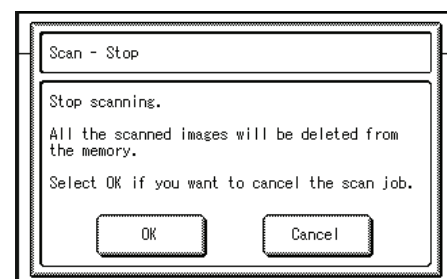 Scan - Stop
Stop scanning.
All the scanned images will be deleted from
the memory.
Select OK if you want to cancel the scan job.
OK
Cancel